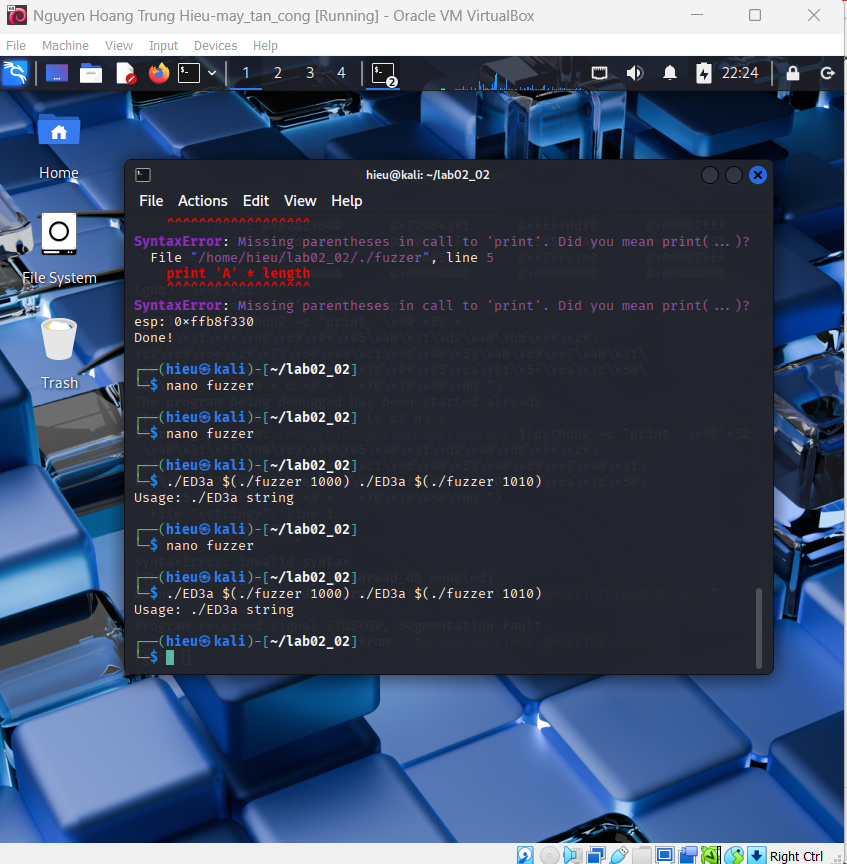 Nguyen Hoang Trung Hieu-may_tan_cong [Running] - Oracle VM VirtualBox
File Machine View Input Devices Help
1 2 3 4 2 22:24
Home
File System
Trash
hieu@kali: ~/lab02_02
File Actions Edit View Help
^^^^^^^^^^^^^^^^^^
SyntaxError: Missing parentheses in call to 'print'. Did you mean print(...)?
File "/home/hieu/lab02_02/./fuzzer", line 5
print 'A' * length
^^^^^^^^^^^^^^^^^^
SyntaxError: Missing parentheses in call to 'print'. Did you mean print(...)?
esp: 0×ffb8f330
Done!
┌──(hieu㉿kali)-[~/lab02_02]
└─$ nano fuzzer
┌──(hieu㉿kali)-[~/lab02_02]
└─$ nano fuzzer
┌──(hieu㉿kali)-[~/lab02_02]
└─$ ./ED3a $(./fuzzer 1000) ./ED3a $(./fuzzer 1010)
Usage: ./ED3a string
┌──(hieu㉿kali)-[~/lab02_02]
└─$ nano fuzzer
┌──(hieu㉿kali)-[~/lab02_02]
└─$ ./ED3a $(./fuzzer 1000) ./ED3a $(./fuzzer 1010)
Usage: ./ED3a string
┌──(hieu㉿kali)-[~/lab02_02]
└─$
Right Ctrl